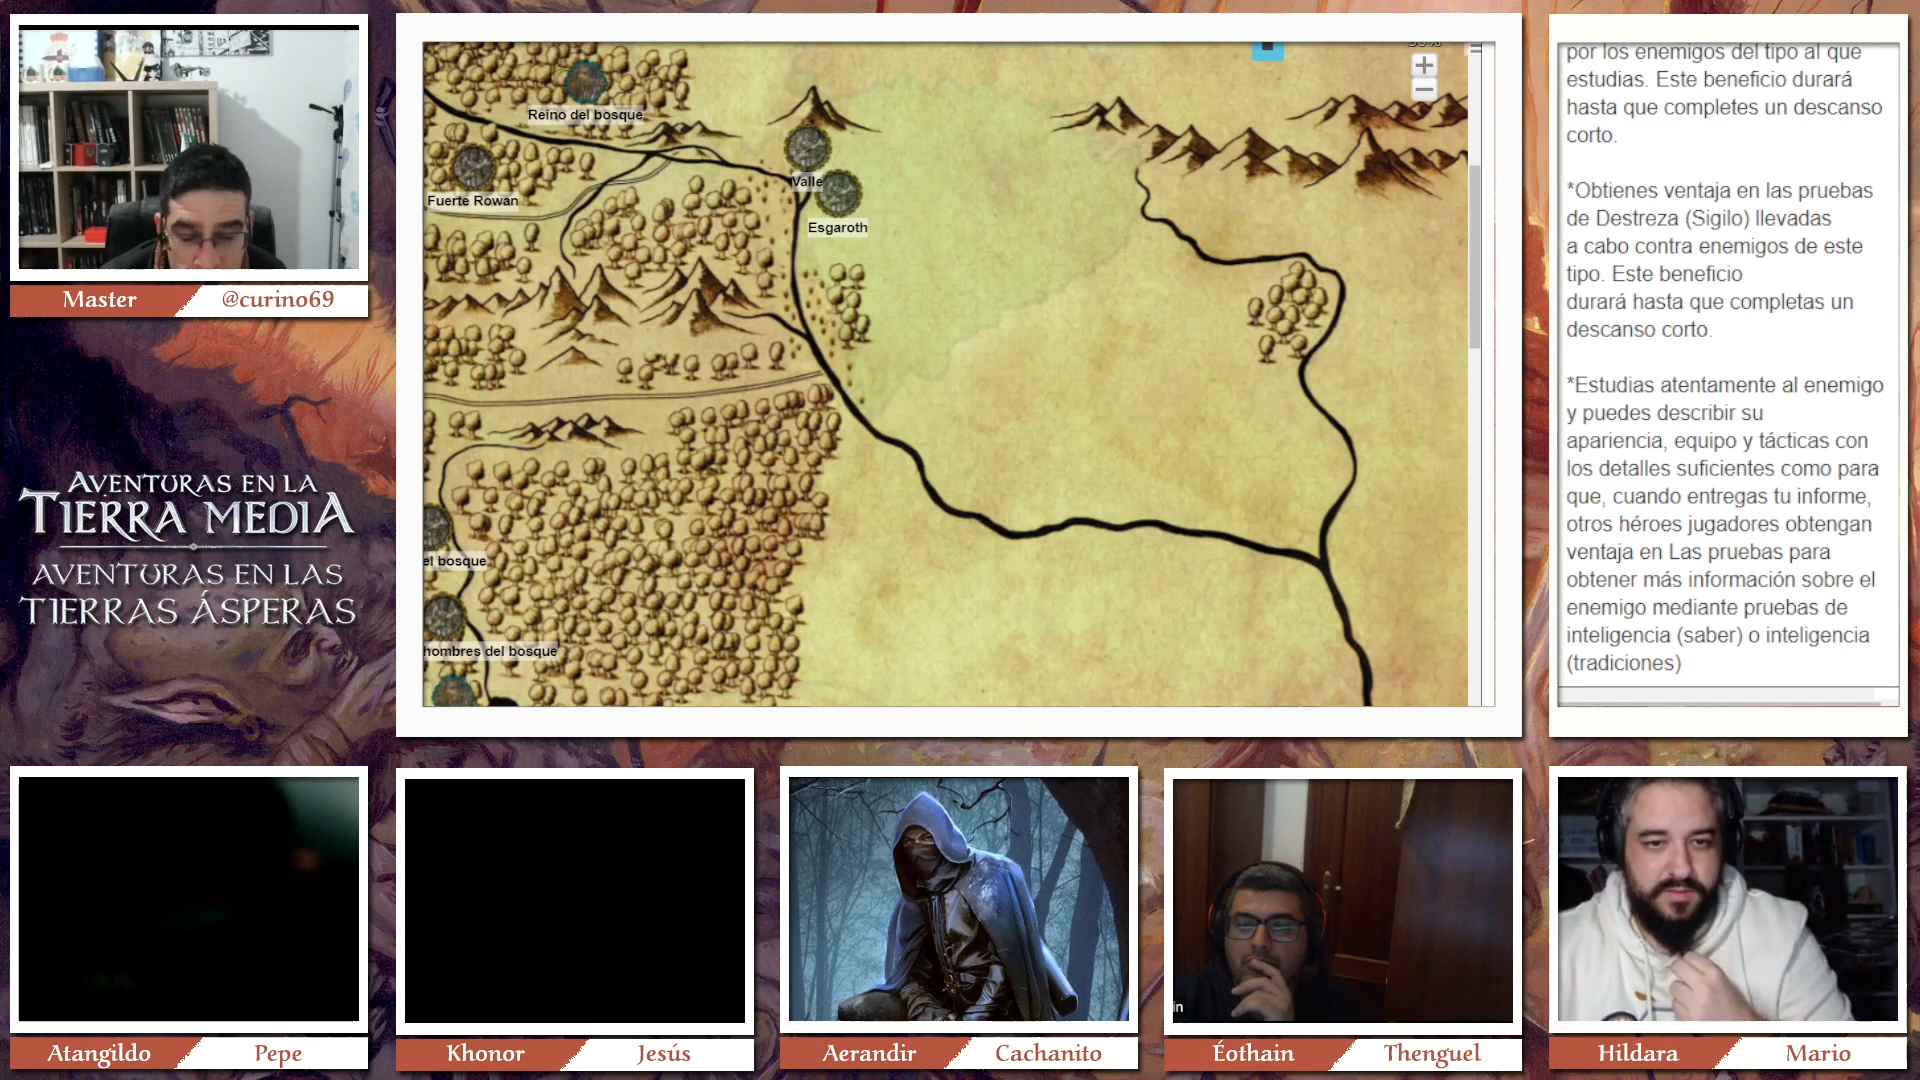 Master
@curino69
AVENTURAS EN LA
TIERRA MEDIA
AVENTURAS EN LAS
TIERRAS ÁSPERAS
Reino del bosque
Fuerte Rowan
Valle
Esgaroth
el bosque
hombres del bosque
por los enemigos del tipo al que
estudias. Este beneficio durará
hasta que completes un descanso
corto.
*Obtienes ventaja en las pruebas
de Destreza (Sigilo) llevadas
a cabo contra enemigos de este
tipo. Este beneficio
durará hasta que completas un
descanso corto.
*Estudias atentamente al enemigo
y puedes describir su
apariencia, equipo y tácticas con
los detalles suficientes como para
que, cuando entregas tu informe,
otros héroes jugadores obtengan
ventaja en Las pruebas para
obtener más información sobre el
enemigo mediante pruebas de
inteligencia (saber) o inteligencia
(tradiciones)
in
Atangildo
Pepe
Khonor
Jesús
Aerandir
Cachanito
Éothain
Thenguel
Hildara
Mario